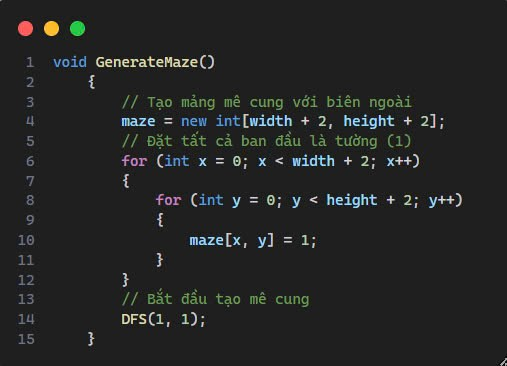 1 void GenerateMaze()
2 {
3 // Tạo mảng mê cung với biên ngoài
4 maze = new int[width + 2, height + 2];
5 // Đặt tất cả ban đầu là tường (1)
6 for (int x = 0; x < width + 2; x++)
7 {
8 for (int y = 0; y < height + 2; y++)
9 {
10 maze[x, y] = 1;
11 }
12 }
13 // Bắt đầu tạo mê cung
14 DFS(1, 1);
15 }